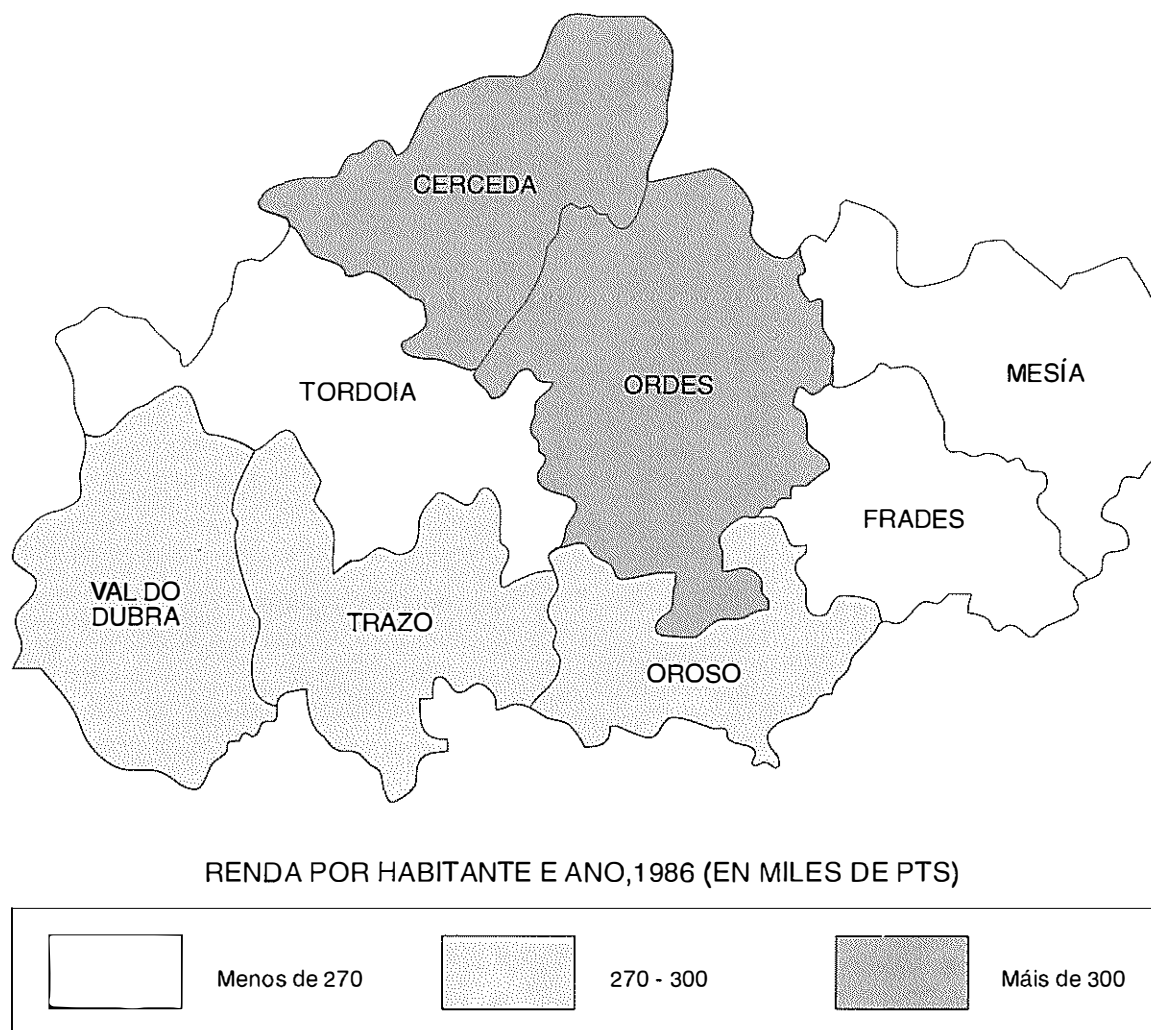 CERCEDA
TORDOIA
ORDES
MESÍA
FRADES
VAL DO
DUBRA
TRAZO
OROSO
RENDA POR HABITANTE E ANO,1986 (EN MILES DE PTS)
Menos de 270
270 - 300
Máis de 300